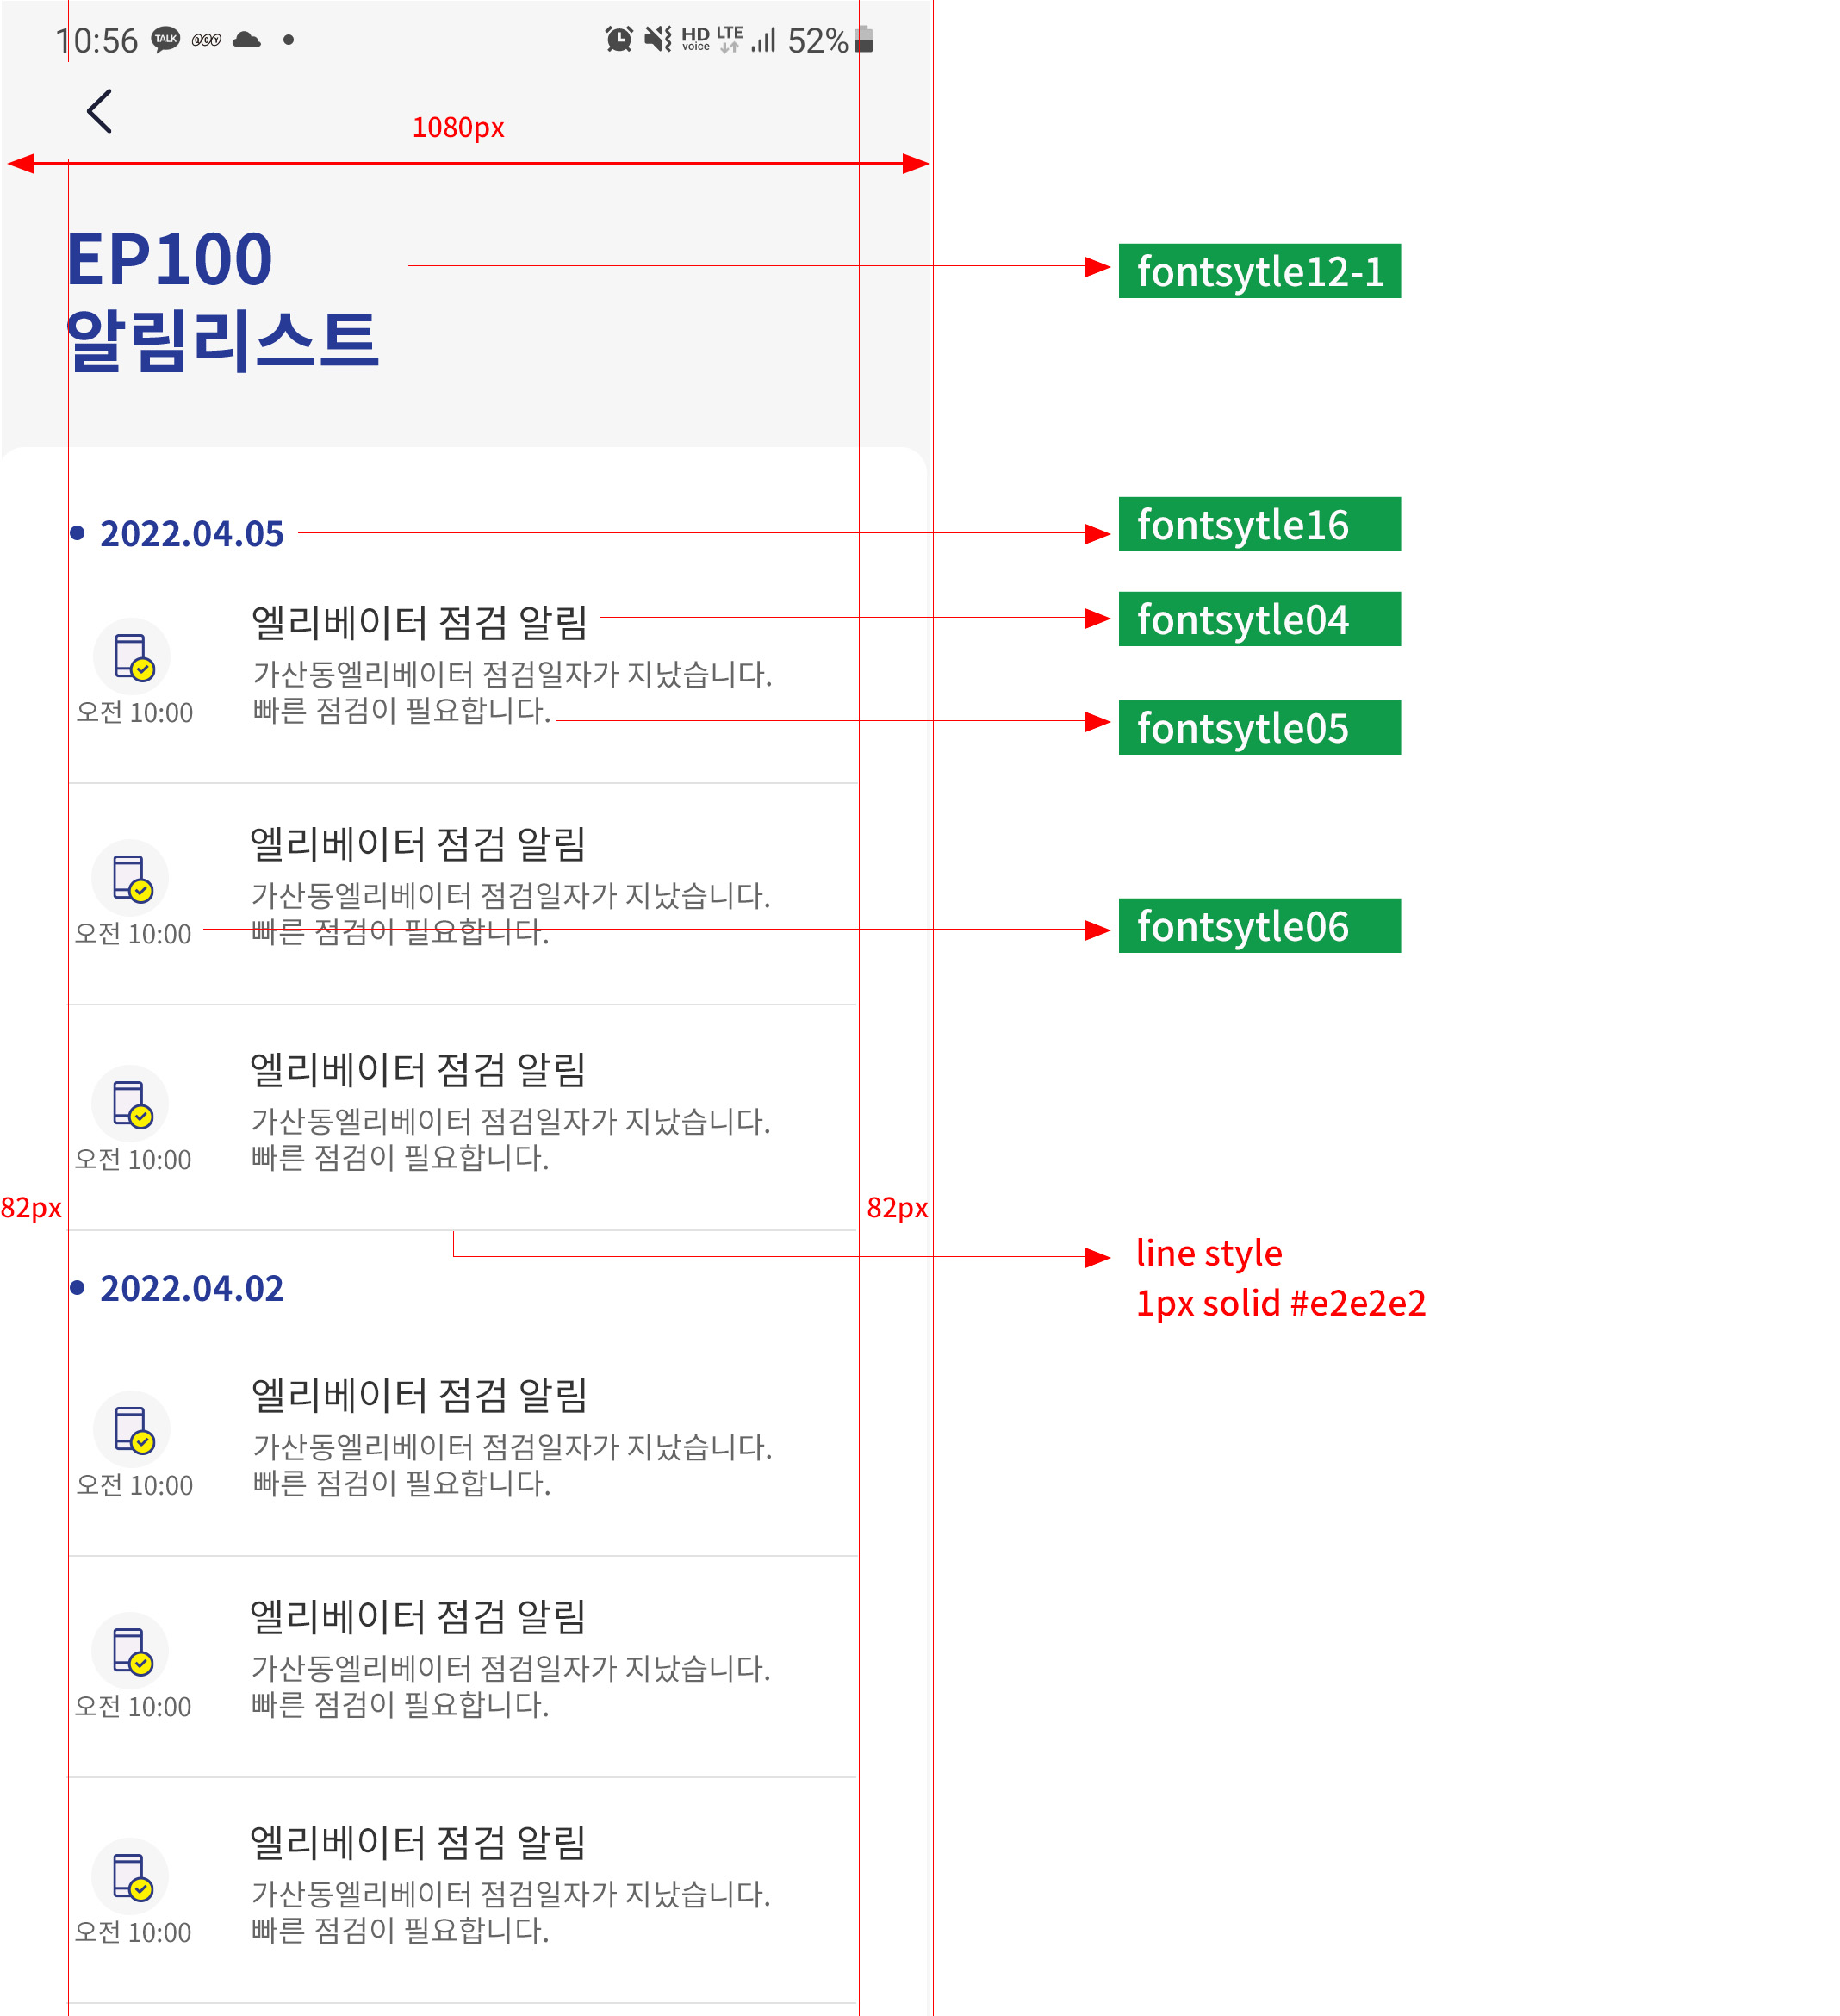 10:56 TALK QCY HD voice LTE 52%
1080px
EP100
알림리스트
fontsytle12-1
2022.04.05
fontsytle16
엘리베이터 점검 알림
fontsytle04
가산동엘리베이터 점검일자가 지났습니다.
빠른 점검이 필요합니다.
오전 10:00
fontsytle05
엘리베이터 점검 알림
가산동엘리베이터 점검일자가 지났습니다.
빠른 점검이 필요합니다.
오전 10:00
fontsytle06
엘리베이터 점검 알림
가산동엘리베이터 점검일자가 지났습니다.
빠른 점검이 필요합니다.
오전 10:00
82px
82px
line style
1px solid #e2e2e2
2022.04.02
엘리베이터 점검 알림
가산동엘리베이터 점검일자가 지났습니다.
빠른 점검이 필요합니다.
오전 10:00
엘리베이터 점검 알림
가산동엘리베이터 점검일자가 지났습니다.
빠른 점검이 필요합니다.
오전 10:00
엘리베이터 점검 알림
가산동엘리베이터 점검일자가 지났습니다.
빠른 점검이 필요합니다.
오전 10:00